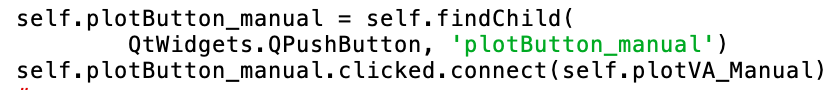 self.plotButton_manual = self.findChild(
QtWidgets.QPushButton, 'plotButton_manual')
self.plotButton_manual.clicked.connect(self.plotVA_Manual)